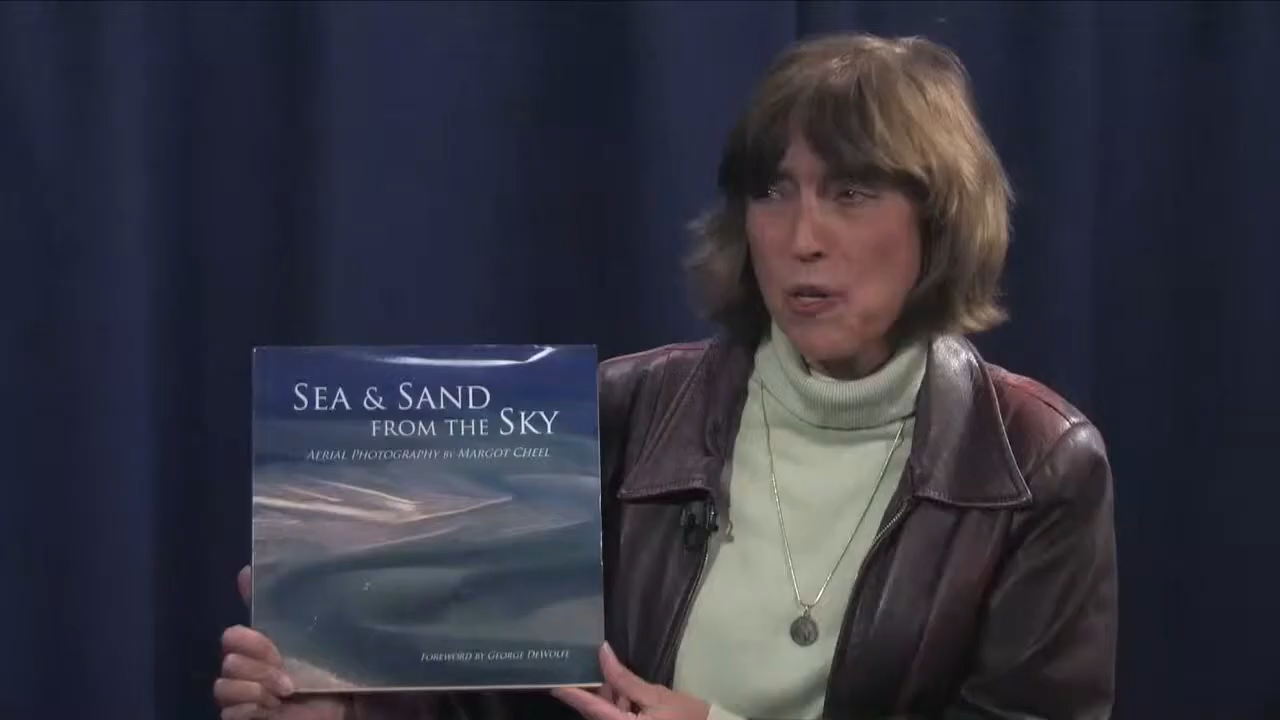 SEA & SAND
FROM THE SKY
AERIAL PHOTOGRAPHY BY MARGOT CHEEL
FOREWORD BY GEORGE DEWOLFE